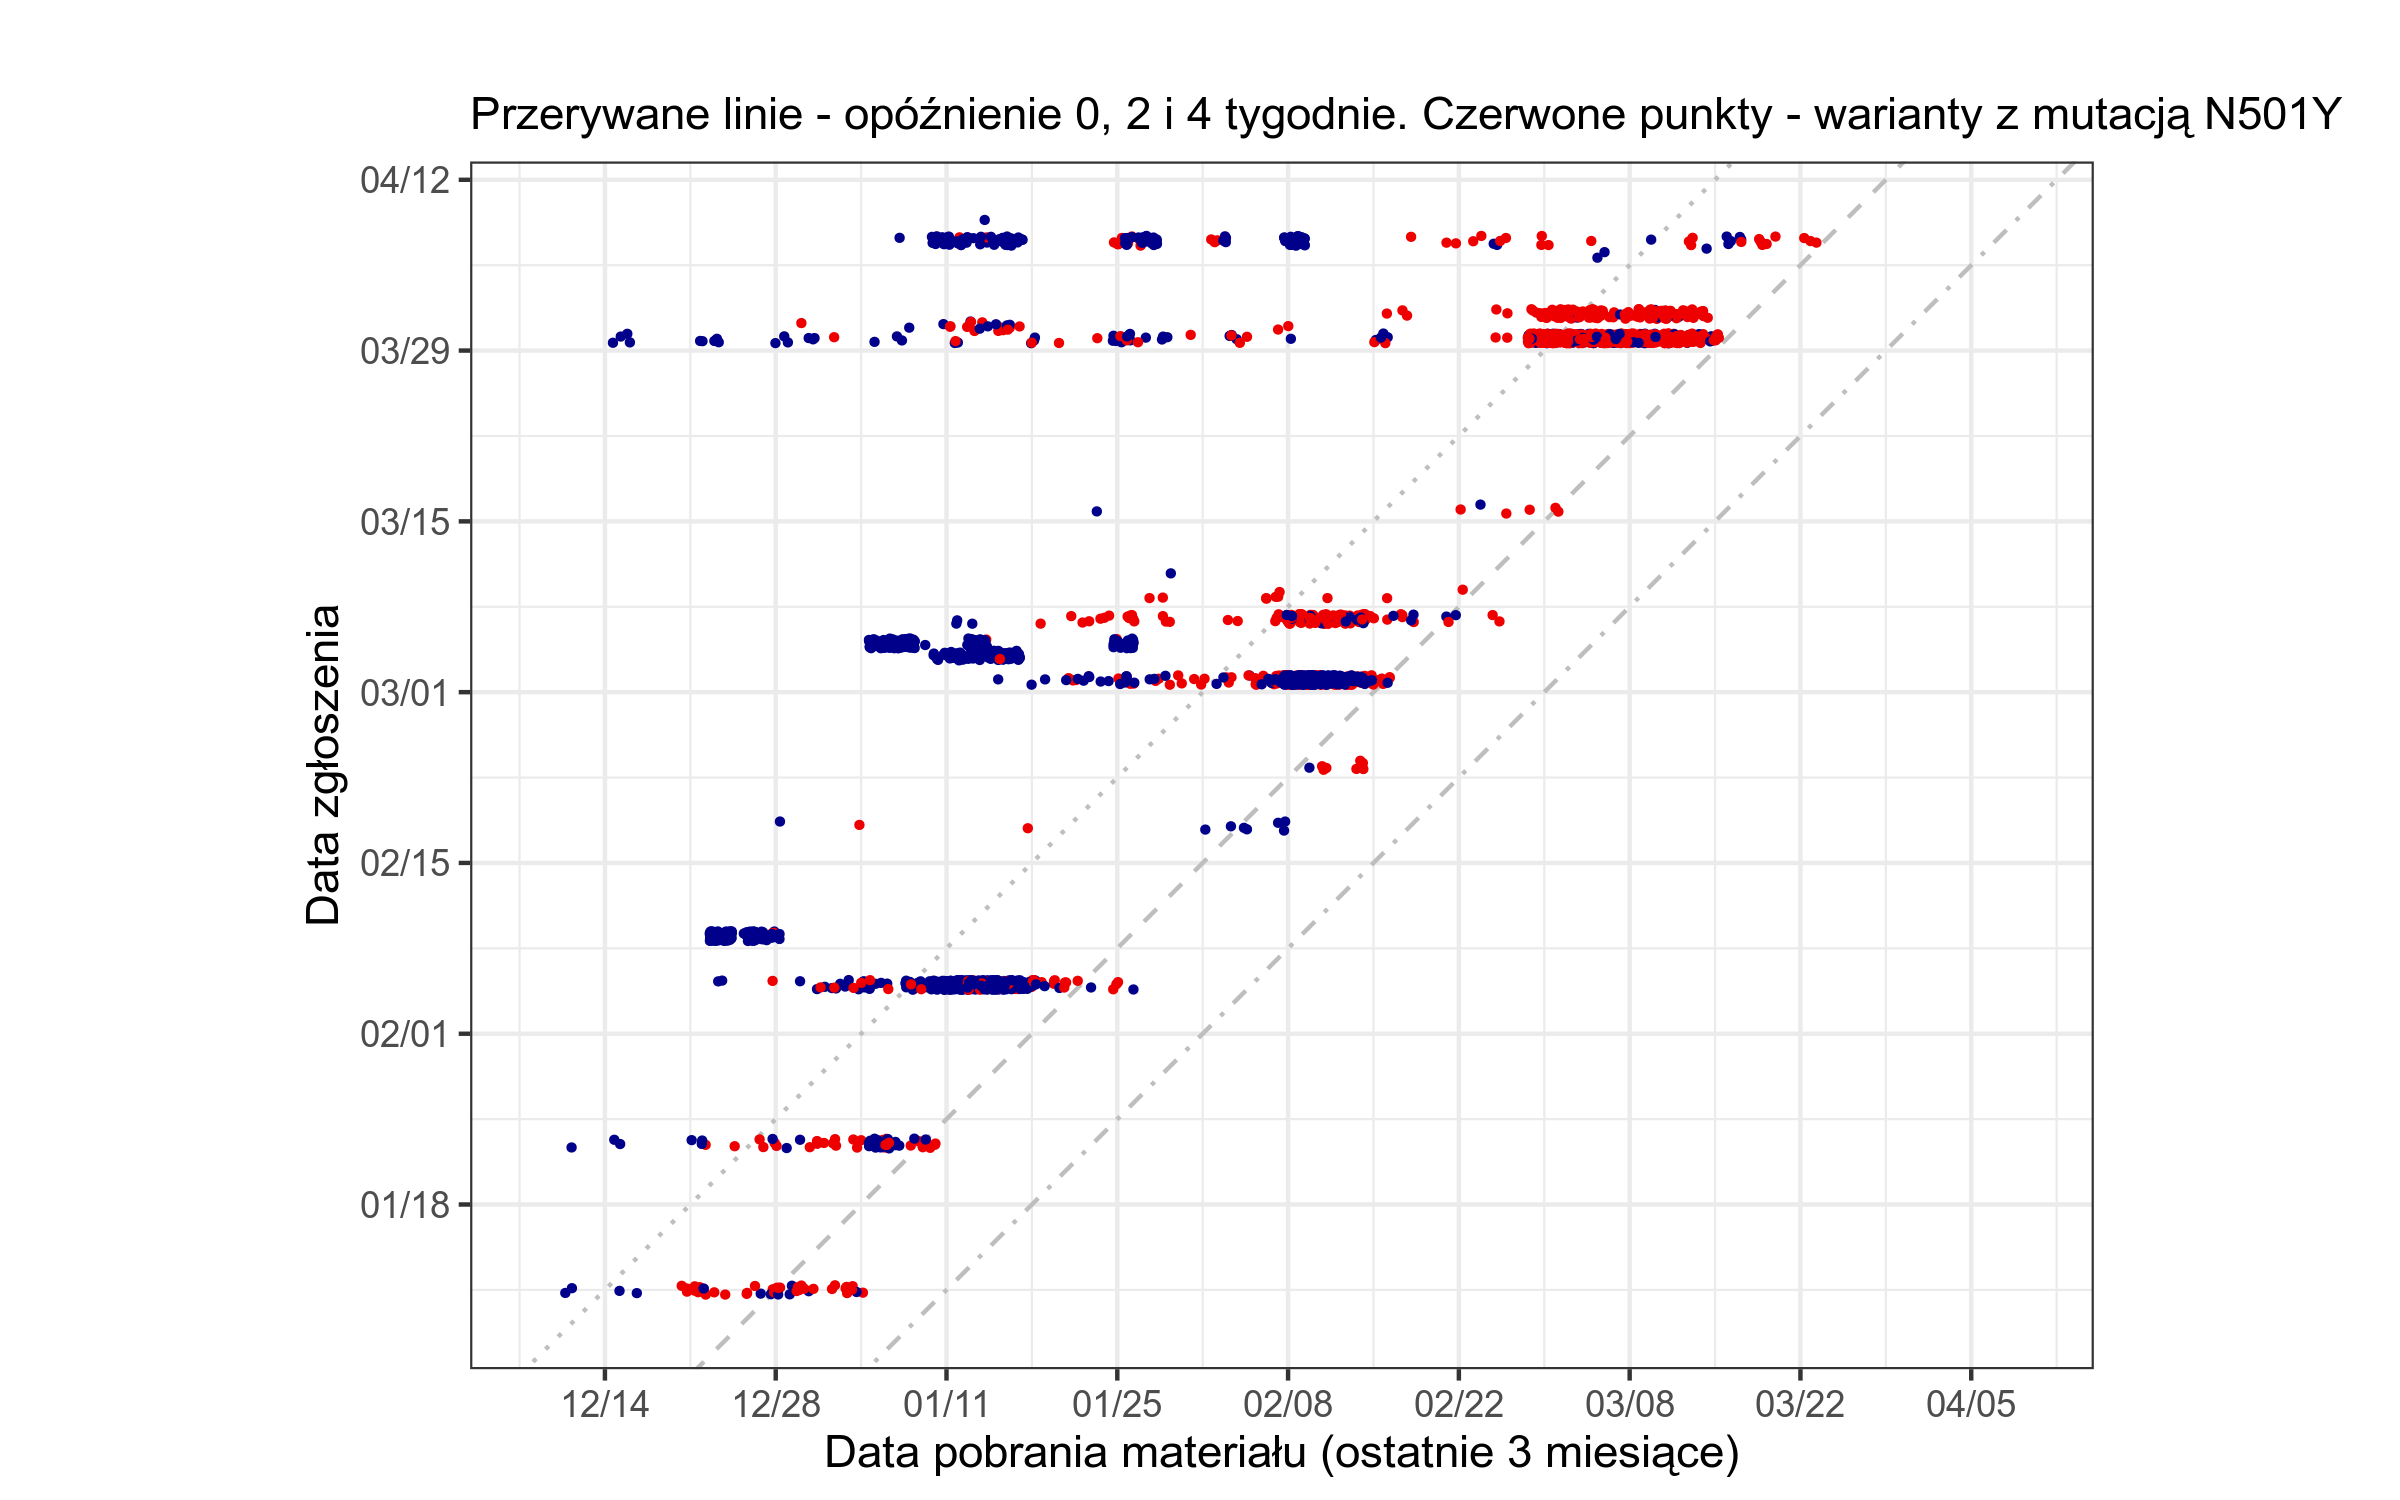 Przerywane linie - opóźnienie 0, 2 i 4 tygodnie. Czerwone punkty - warianty z mutacją N501Y
04/12
03/29
03/15
03/01
02/15
02/01
01/18
Data zgłoszenia
12/14 12/28 01/11 01/25 02/08 02/22 03/08 03/22 04/05
Data pobrania materiału (ostatnie 3 miesiące)